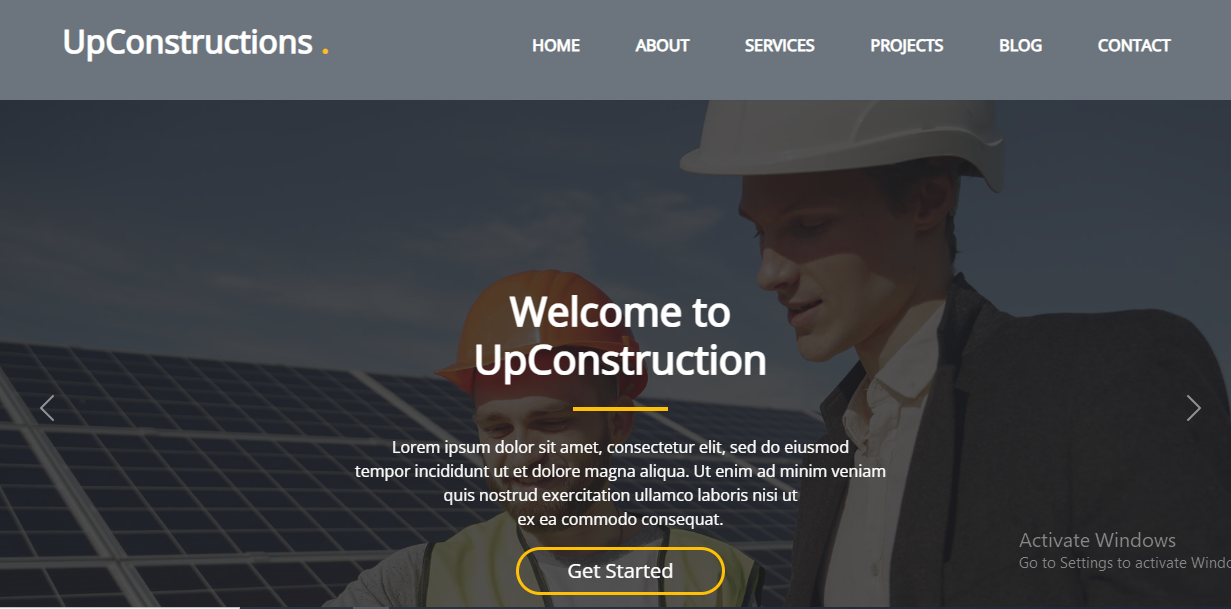 UpConstructions .
HOME ABOUT SERVICES PROJECTS BLOG CONTACT
Welcome to
UpConstruction
Lorem ipsum dolor sit amet, consectetur elit, sed do eiusmod
tempor incididunt ut et dolore magna aliqua. Ut enim ad minim veniam
quis nostrud exercitation ullamco laboris nisi ut
ex ea commodo consequat.
Get Started
Activate Windows
Go to Settings to activate Windo